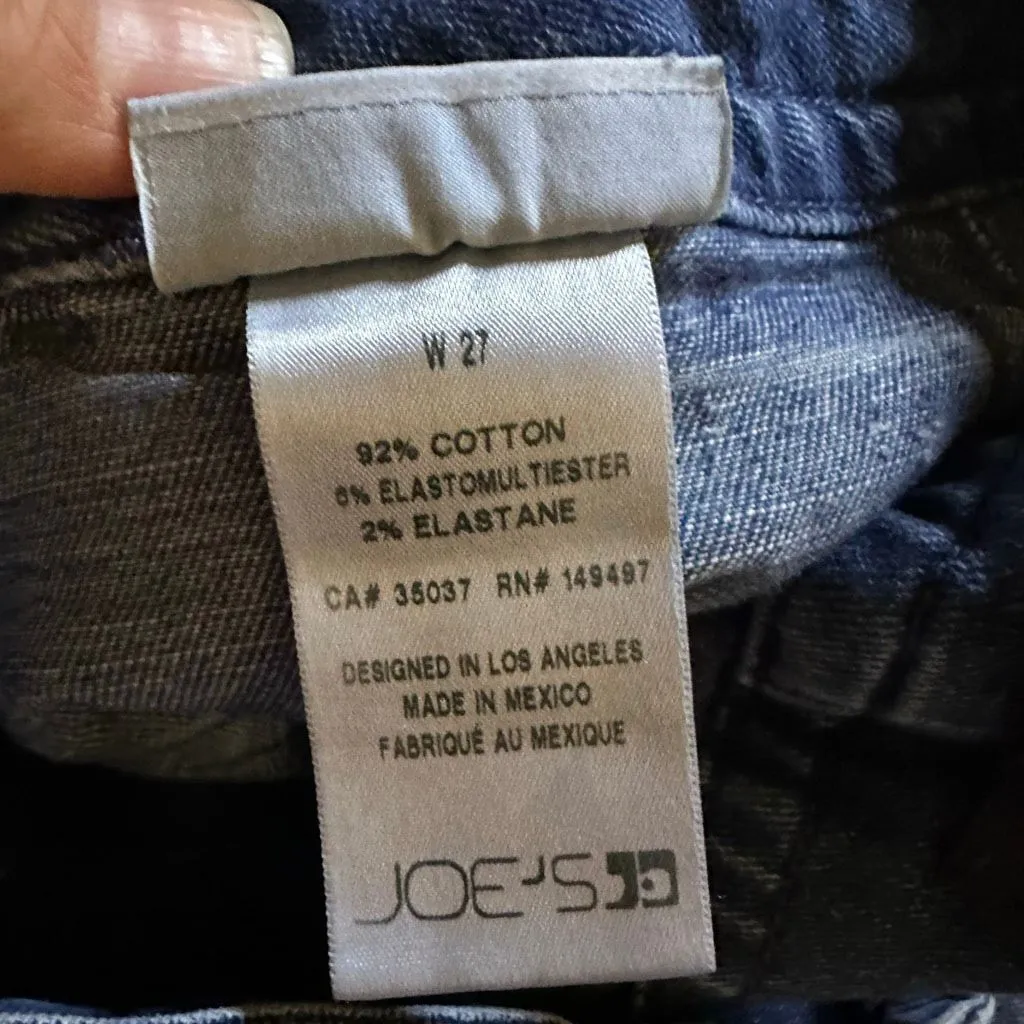 W 27
92% COTTON
6% ELASTOMULTIESTER
2% ELASTANE
CA# 35037 RN# 149497
DESIGNED IN LOS ANGELES
MADE IN MEXICO
FABRIQUÉ AU MEXIQUE
JOE'S